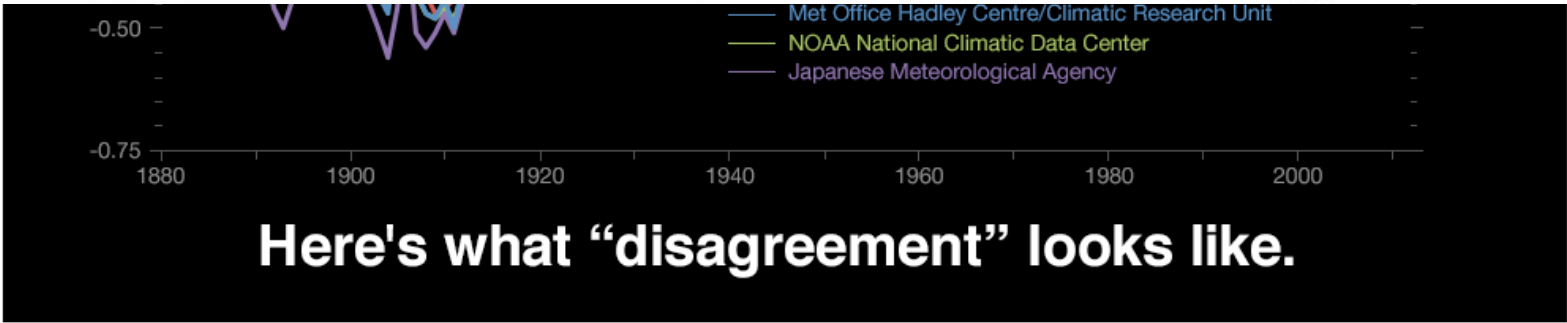 Met Office Hadley Centre/Climatic Research Unit
-0.50
NOAA National Climatic Data Center
Japanese Meteorological Agency
-0.75
1880 1900 1920 1940 1960 1980 2000
Here's what “disagreement” looks like.